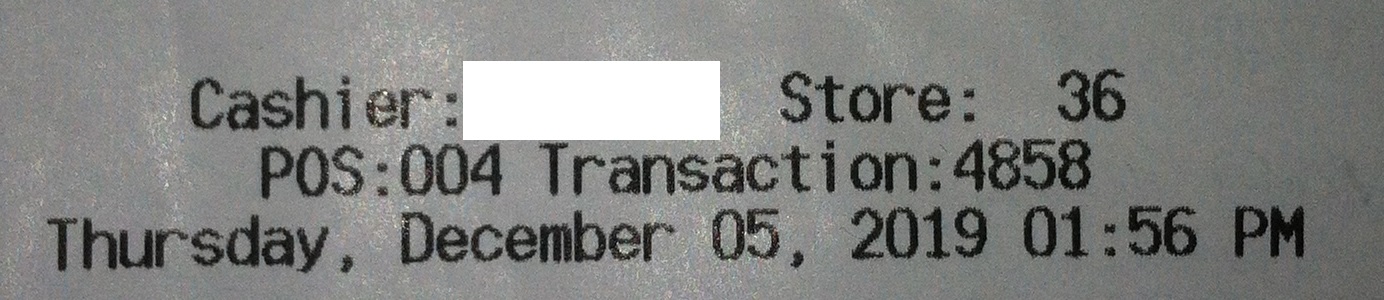 Cashier: Store: 36
POS:004 Transaction:4858
Thursday, December 05, 2019 01:56 PM